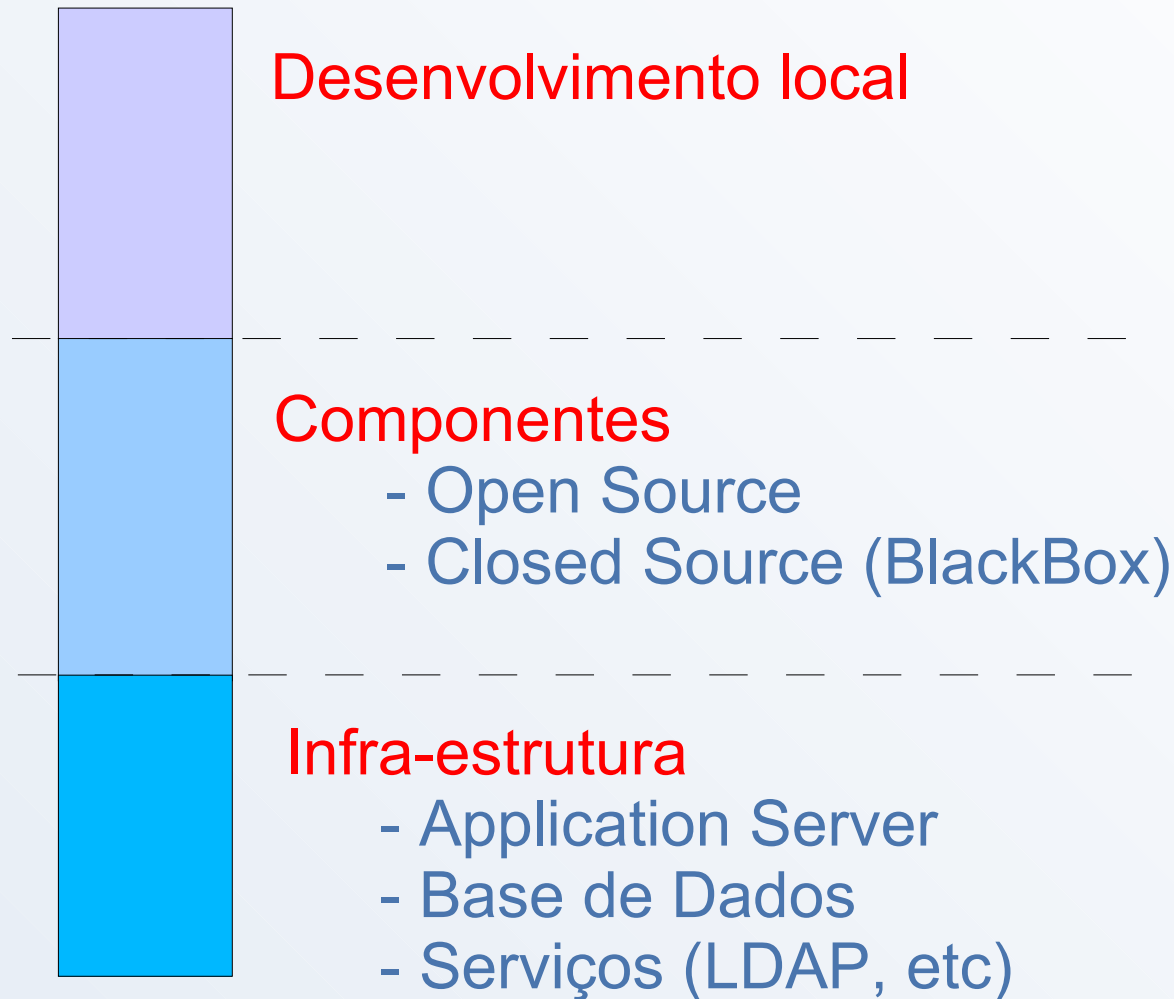 Desenvolvimento local
Componentes
- Open Source
- Closed Source (BlackBox)
Infra-estrutura
- Application Server
- Base de Dados
- Serviços (LDAP, etc)